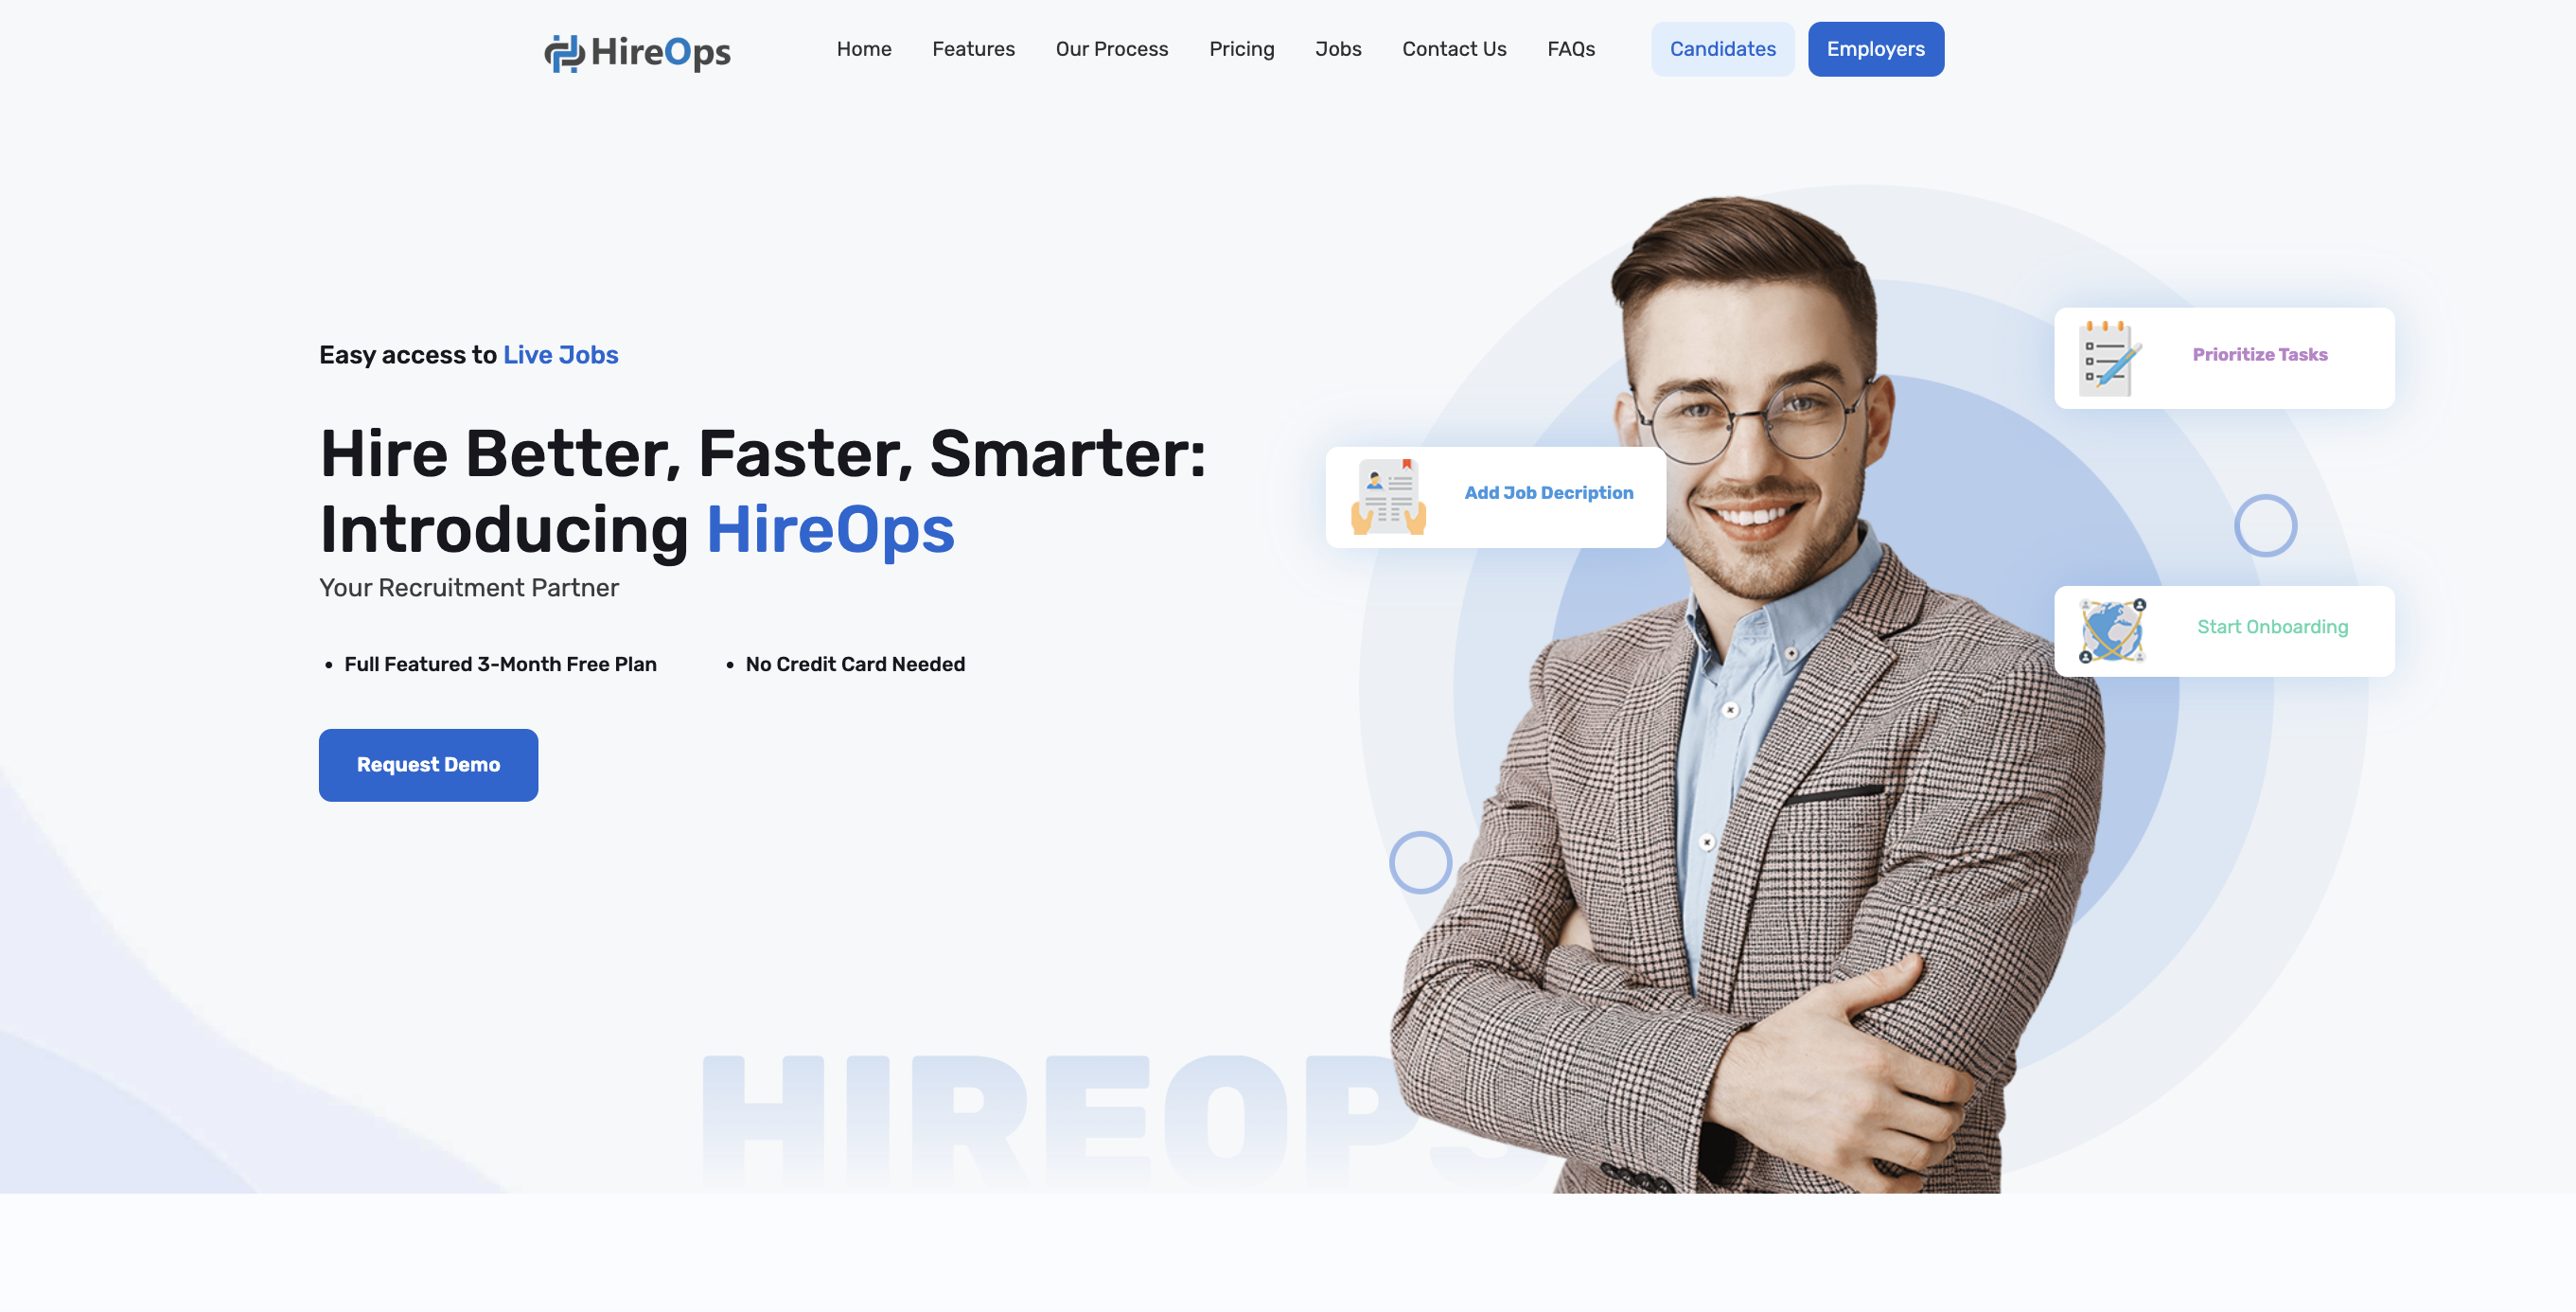 HireOps
Home
Features
Our Process
Pricing
Jobs
Contact Us
FAQs
Candidates
Employers
Easy access to Live Jobs
Hire Better, Faster, Smarter:
Introducing HireOps
Your Recruitment Partner
Full Featured 3-Month Free Plan
No Credit Card Needed
Request Demo
Add Job Decription
Prioritize Tasks
Start Onboarding
HIREOPS